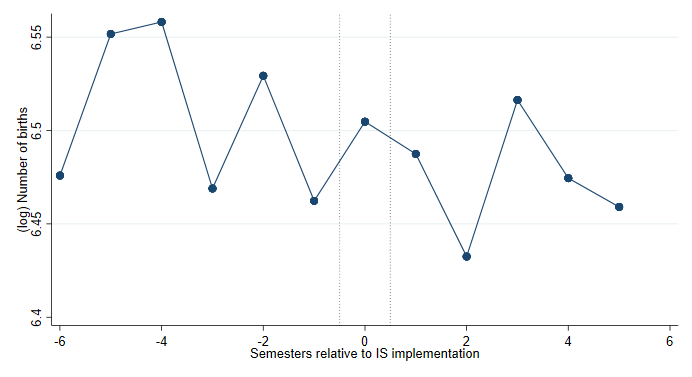 6.55
6.5
6.45
6.4
(log) Number of births
-6 -4 -2 0 2 4 6
Semesters relative to IS implementation